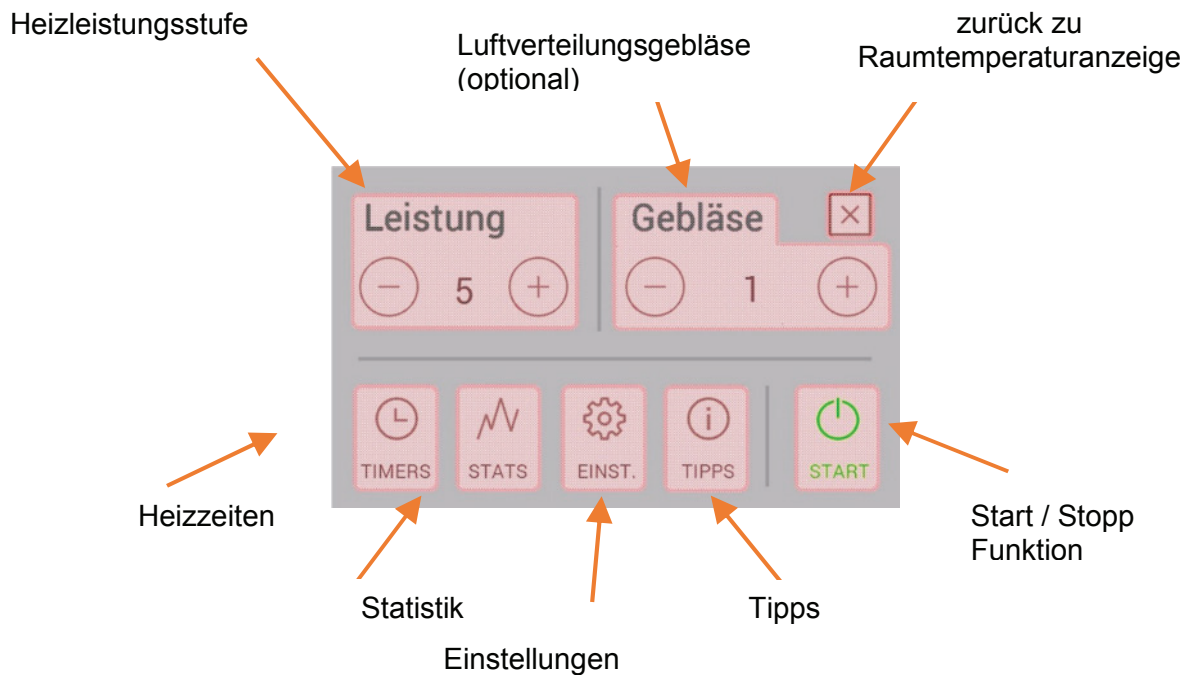 Heizleistungsstufe
Luftverteilungsgebläse
(optional)
zurück zu
Raumtemperaturanzeige
Leistung
Gebläse
5
1
TIMERS
STATS
EINST.
TIPPS
START
Heizzeiten
Start / Stopp
Funktion
Statistik
Tipps
Einstellungen